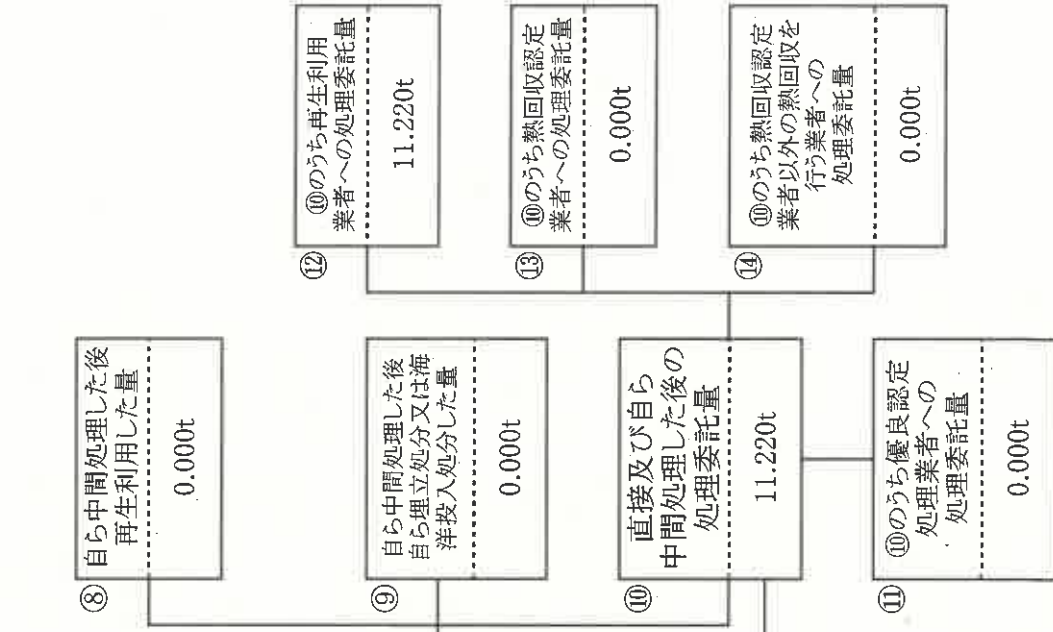 ⑧
自ら中間処理した後
再生利用した量
0.000t
⑨
自ら中間処理した後
自ら埋立処分又は海
洋投入処分した量
0.000t
⑩
直接及び自ら
中間処理した後の
処理委託量
11.220t
⑪
⑩のうち優良認定
処理業者への
処理委託量
0.000t
⑫
⑩のうち再生利用
業者への処理委託量
11.220t
⑬
⑩のうち熱回収認定
業者への処理委託量
0.000t
⑭
⑩のうち熱回収認定
業者以外の熱回収を
行う業者への
処理委託量
0.000t